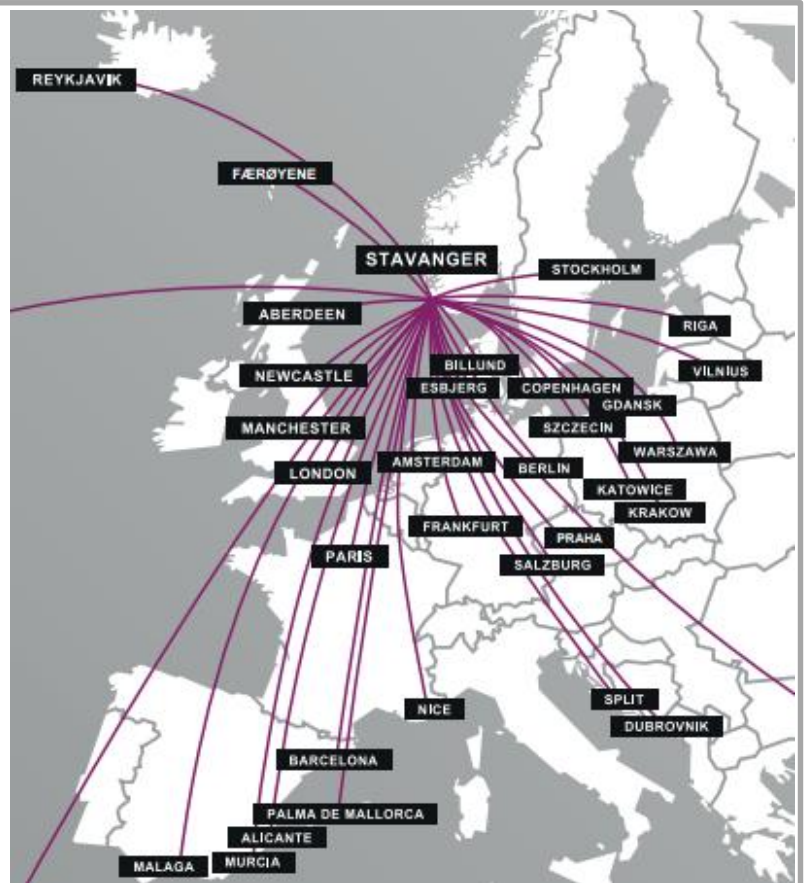 REYKJAVIK
FÆRØYENE
STAVANGER
STOCKHOLM
ABERDEEN
RIGA
BILLUND
VILNIUS
NEWCASTLE
ESBJERG
COPENHAGEN
GDANSK
MANCHESTER
SZCZECIN
WARSZAWA
AMSTERDAM
BERLIN
LONDON
KATOWICE
KRAKOW
FRANKFURT
PRAHA
PARIS
SALZBURG
SPLIT
NICE
DUBROVNIK
BARCELONA
PALMA DE MALLORCA
ALICANTE
MURCIA
MALAGA